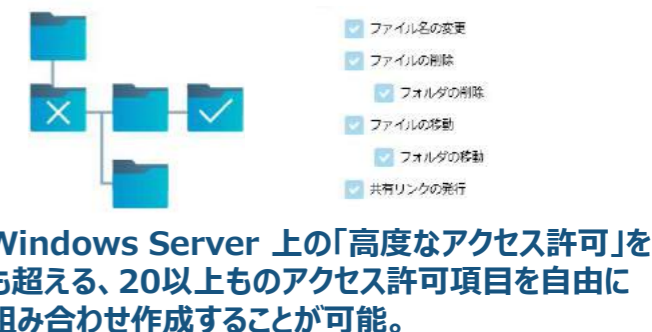 ファイル名の変更
ファイルの削除
フォルダの削除
ファイルの移動
フォルダの移動
共有リンクの発行
Windows Server 上の「高度なアクセス許可」を
も超える、20以上ものアクセス許可項目を自由に
組み合わせ作成することが可能。